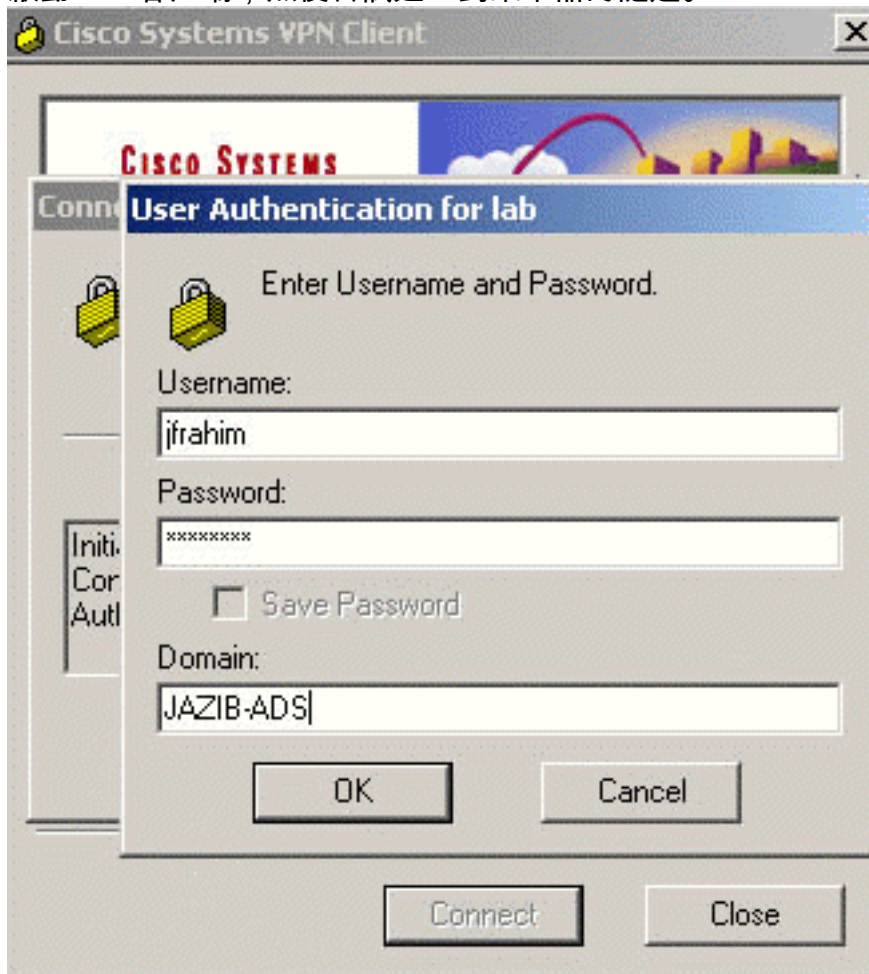 Cisco Systems VPN Client
CISCO SYSTEMS
User Authentication for lab
Enter Username and Password.
Username:
jfrahim
Password:
xxxxxxxx
Save Password
Domain:
JAZIB-ADS
OK
Cancel
Connect
Close